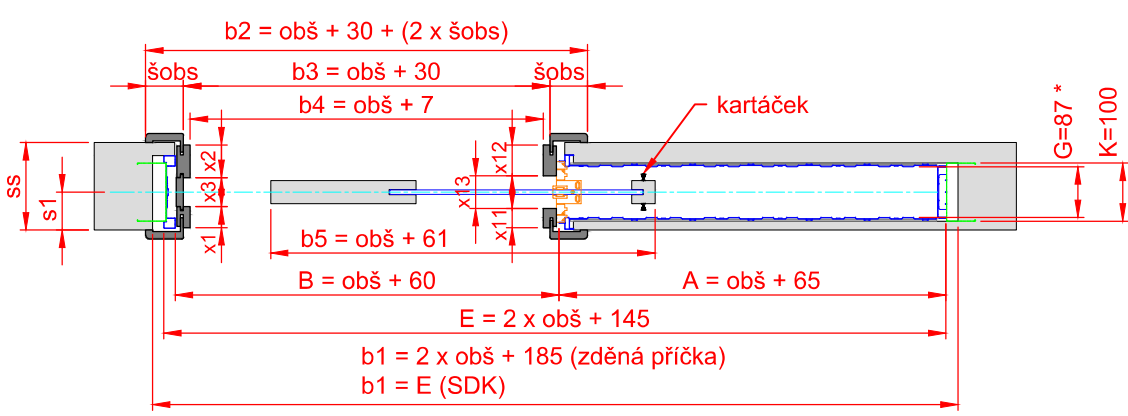 b2 = obš + 30 + (2 x šobs)
šobs
b3 = obš + 30
šobs
b4 = obš + 7
kartáček
G=87 *
K=100
ss
s1
x2
x3
x1
x12
x13
x11
b5 = obš + 61
B = obš + 60
A = obš + 65
E = 2 x obš + 145
b1 = 2 x obš + 185 (zděná příčka)
b1 = E (SDK)